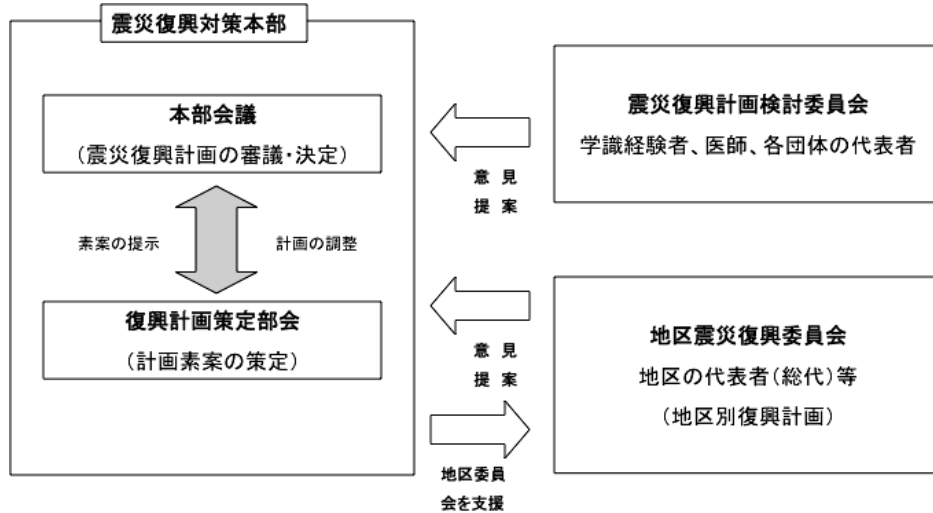 震災復興対策本部
本部会議
(震災復興計画の審議・決定)
素案の提示
計画の調整
復興計画策定部会
(計画素案の策定)
意 見
提 案
意 見
提 案
地区委員
会を支援
震災復興計画検討委員会
学識経験者、医師、各団体の代表者
地区震災復興委員会
地区の代表者(総代)等
(地区別復興計画)